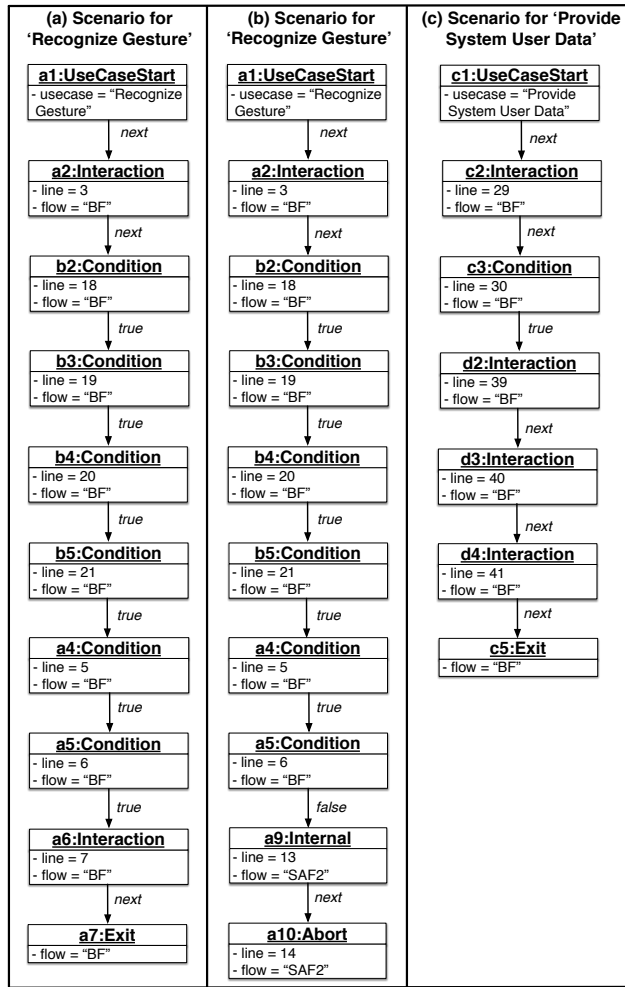 (a) Scenario for
‘Recognize Gesture’
a1:UseCaseStart
- usecase = “Recognize
Gesture”
next
a2:Interaction
- line = 3
- flow = “BF”
next
b2:Condition
- line = 18
- flow = “BF”
true
b3:Condition
- line = 19
- flow = “BF”
true
b4:Condition
- line = 20
- flow = “BF”
true
b5:Condition
- line = 21
- flow = “BF”
true
a4:Condition
- line = 5
- flow = “BF”
true
a5:Condition
- line = 6
- flow = “BF”
true
a6:Interaction
- line = 7
- flow = “BF”
next
a7:Exit
- flow = “BF”
(b) Scenario for
‘Recognize Gesture’
a1:UseCaseStart
- usecase = “Recognize
Gesture”
next
a2:Interaction
- line = 3
- flow = “BF”
next
b2:Condition
- line = 18
- flow = “BF”
true
b3:Condition
- line = 19
- flow = “BF”
true
b4:Condition
- line = 20
- flow = “BF”
true
b5:Condition
- line = 21
- flow = “BF”
true
a4:Condition
- line = 5
- flow = “BF”
true
a5:Condition
- line = 6
- flow = “BF”
false
a9:Internal
- line = 13
- flow = “SAF2”
next
a10:Abort
- line = 14
- flow = “SAF2”
(c) Scenario for ‘Provide
System User Data’
c1:UseCaseStart
- usecase = “Provide
System User Data”
next
c2:Interaction
- line = 29
- flow = “BF”
next
c3:Condition
- line = 30
- flow = “BF”
true
d2:Interaction
- line = 39
- flow = “BF”
next
d3:Interaction
- line = 40
- flow = “BF”
next
d4:Interaction
- line = 41
- flow = “BF”
next
c5:Exit
- flow = “BF”